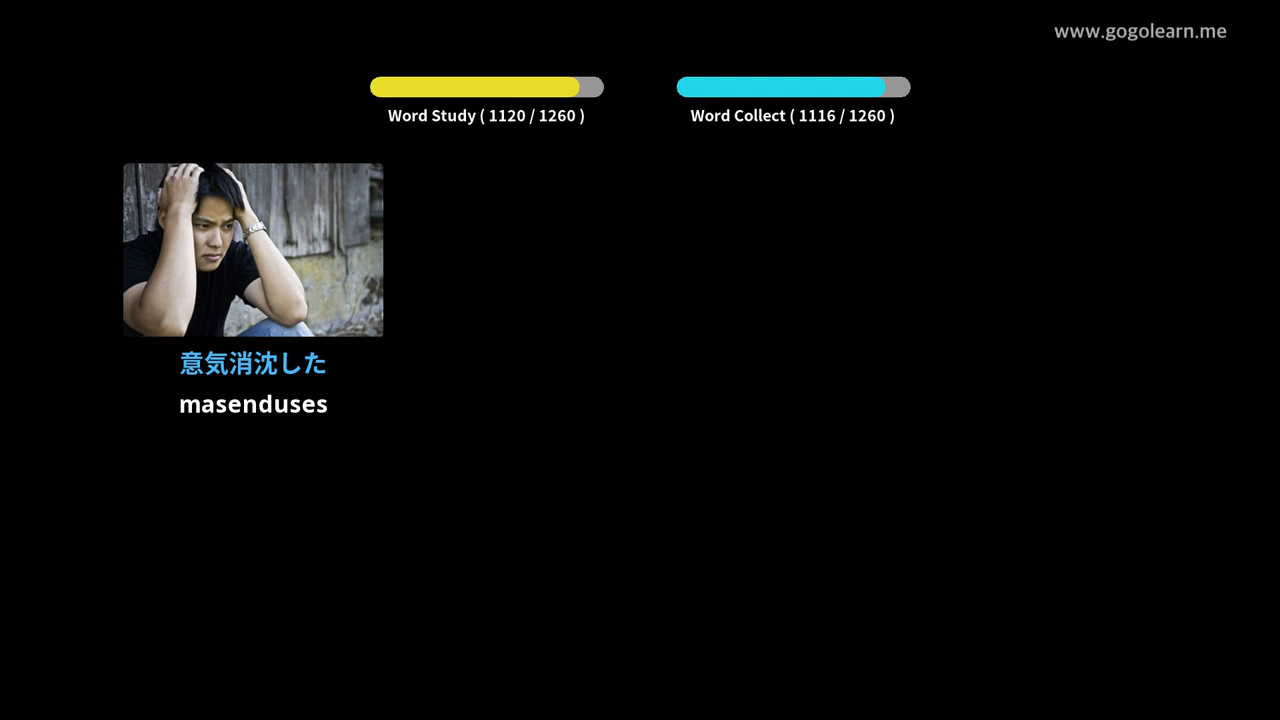 www.gogolearn.me
Word Study ( 1120 / 1260 )
Word Collect ( 1116 / 1260 )
意気消沈した
masenduses